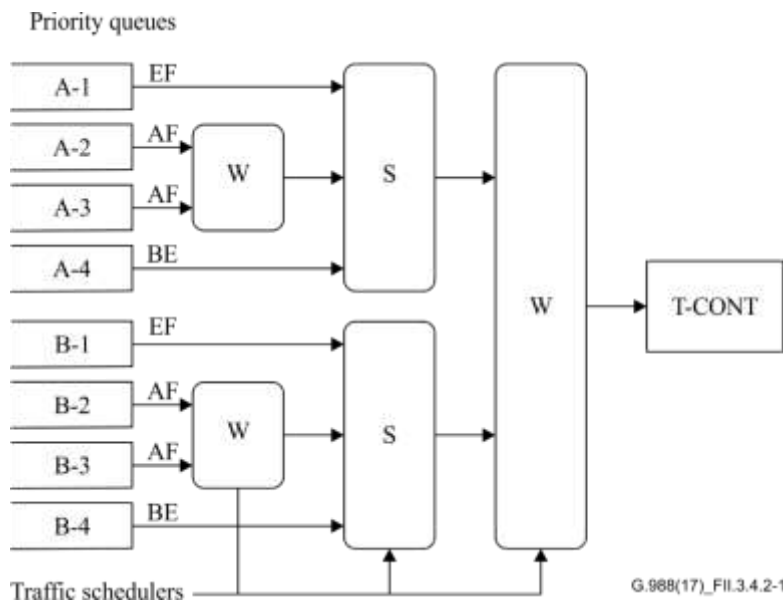 Priority queues
A-1
EF
A-2
AF
W
A-3
AF
S
A-4
BE
W
T-CONT
B-1
EF
B-2
AF
W
B-3
AF
S
B-4
BE
Traffic schedulers
G.988(17)_FII.3.4.2-1